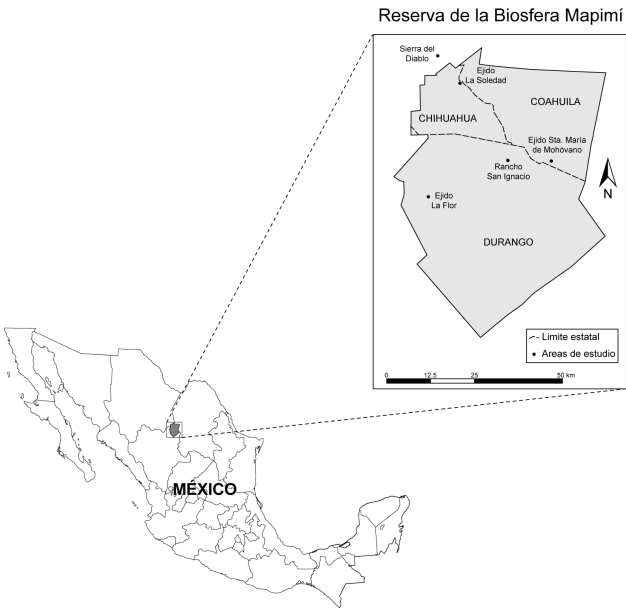 Reserva de la Biosfera Mapimí
Sierra del
Diablo
Ejido
La Soledad
COAHUILA
CHIHUAHUA
Ejido Sta. María
de Mohóvano
Rancho
San Ignacio
N
Ejido
La Flor
DURANGO
Limite estatal
Areas de estudio
0 12.5 25 50 km
MÉXICO